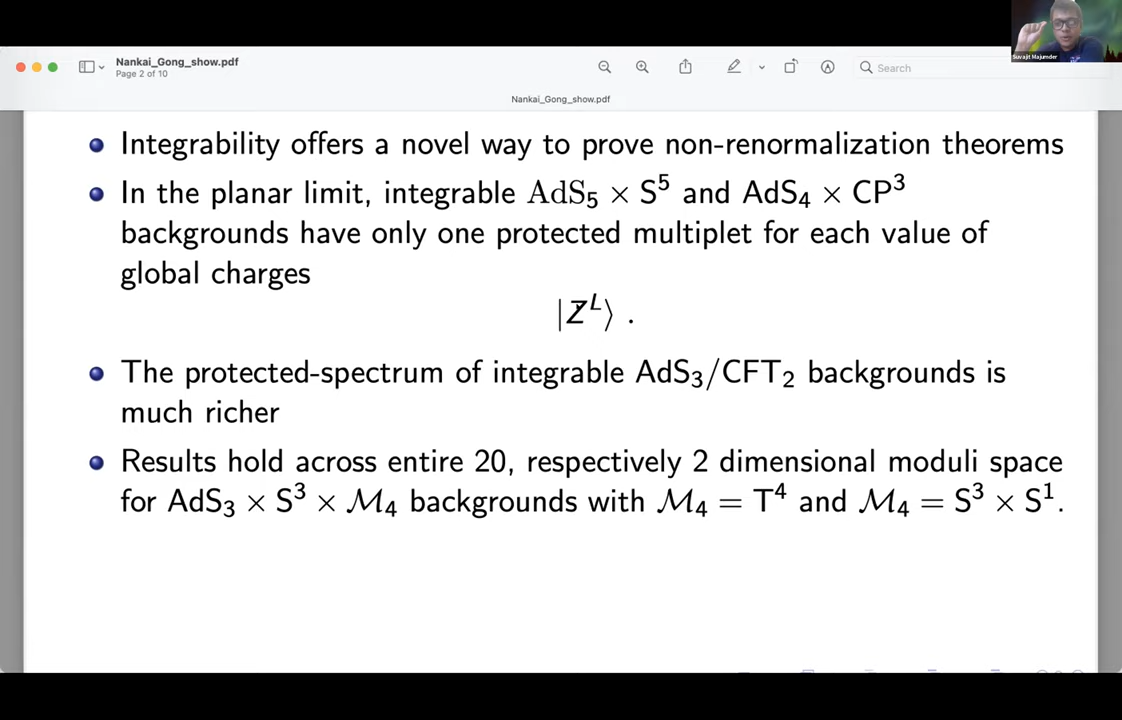 Suvajit Majumder
Nankai_Gong_show.pdf
Page 2 of 10
Search
Nankai_Gong_show.pdf
Integrability offers a novel way to prove non-renormalization theorems
In the planar limit, integrable AdS₅ × S⁵ and AdS₄ × CP³
backgrounds have only one protected multiplet for each value of
global charges
|Z^L⟩ .
The protected-spectrum of integrable AdS₃/CFT₂ backgrounds is
much richer
Results hold across entire 20, respectively 2 dimensional moduli space
for AdS₃ × S³ × ℳ₄ backgrounds with ℳ₄ = T⁴ and ℳ₄ = S³ × S¹.